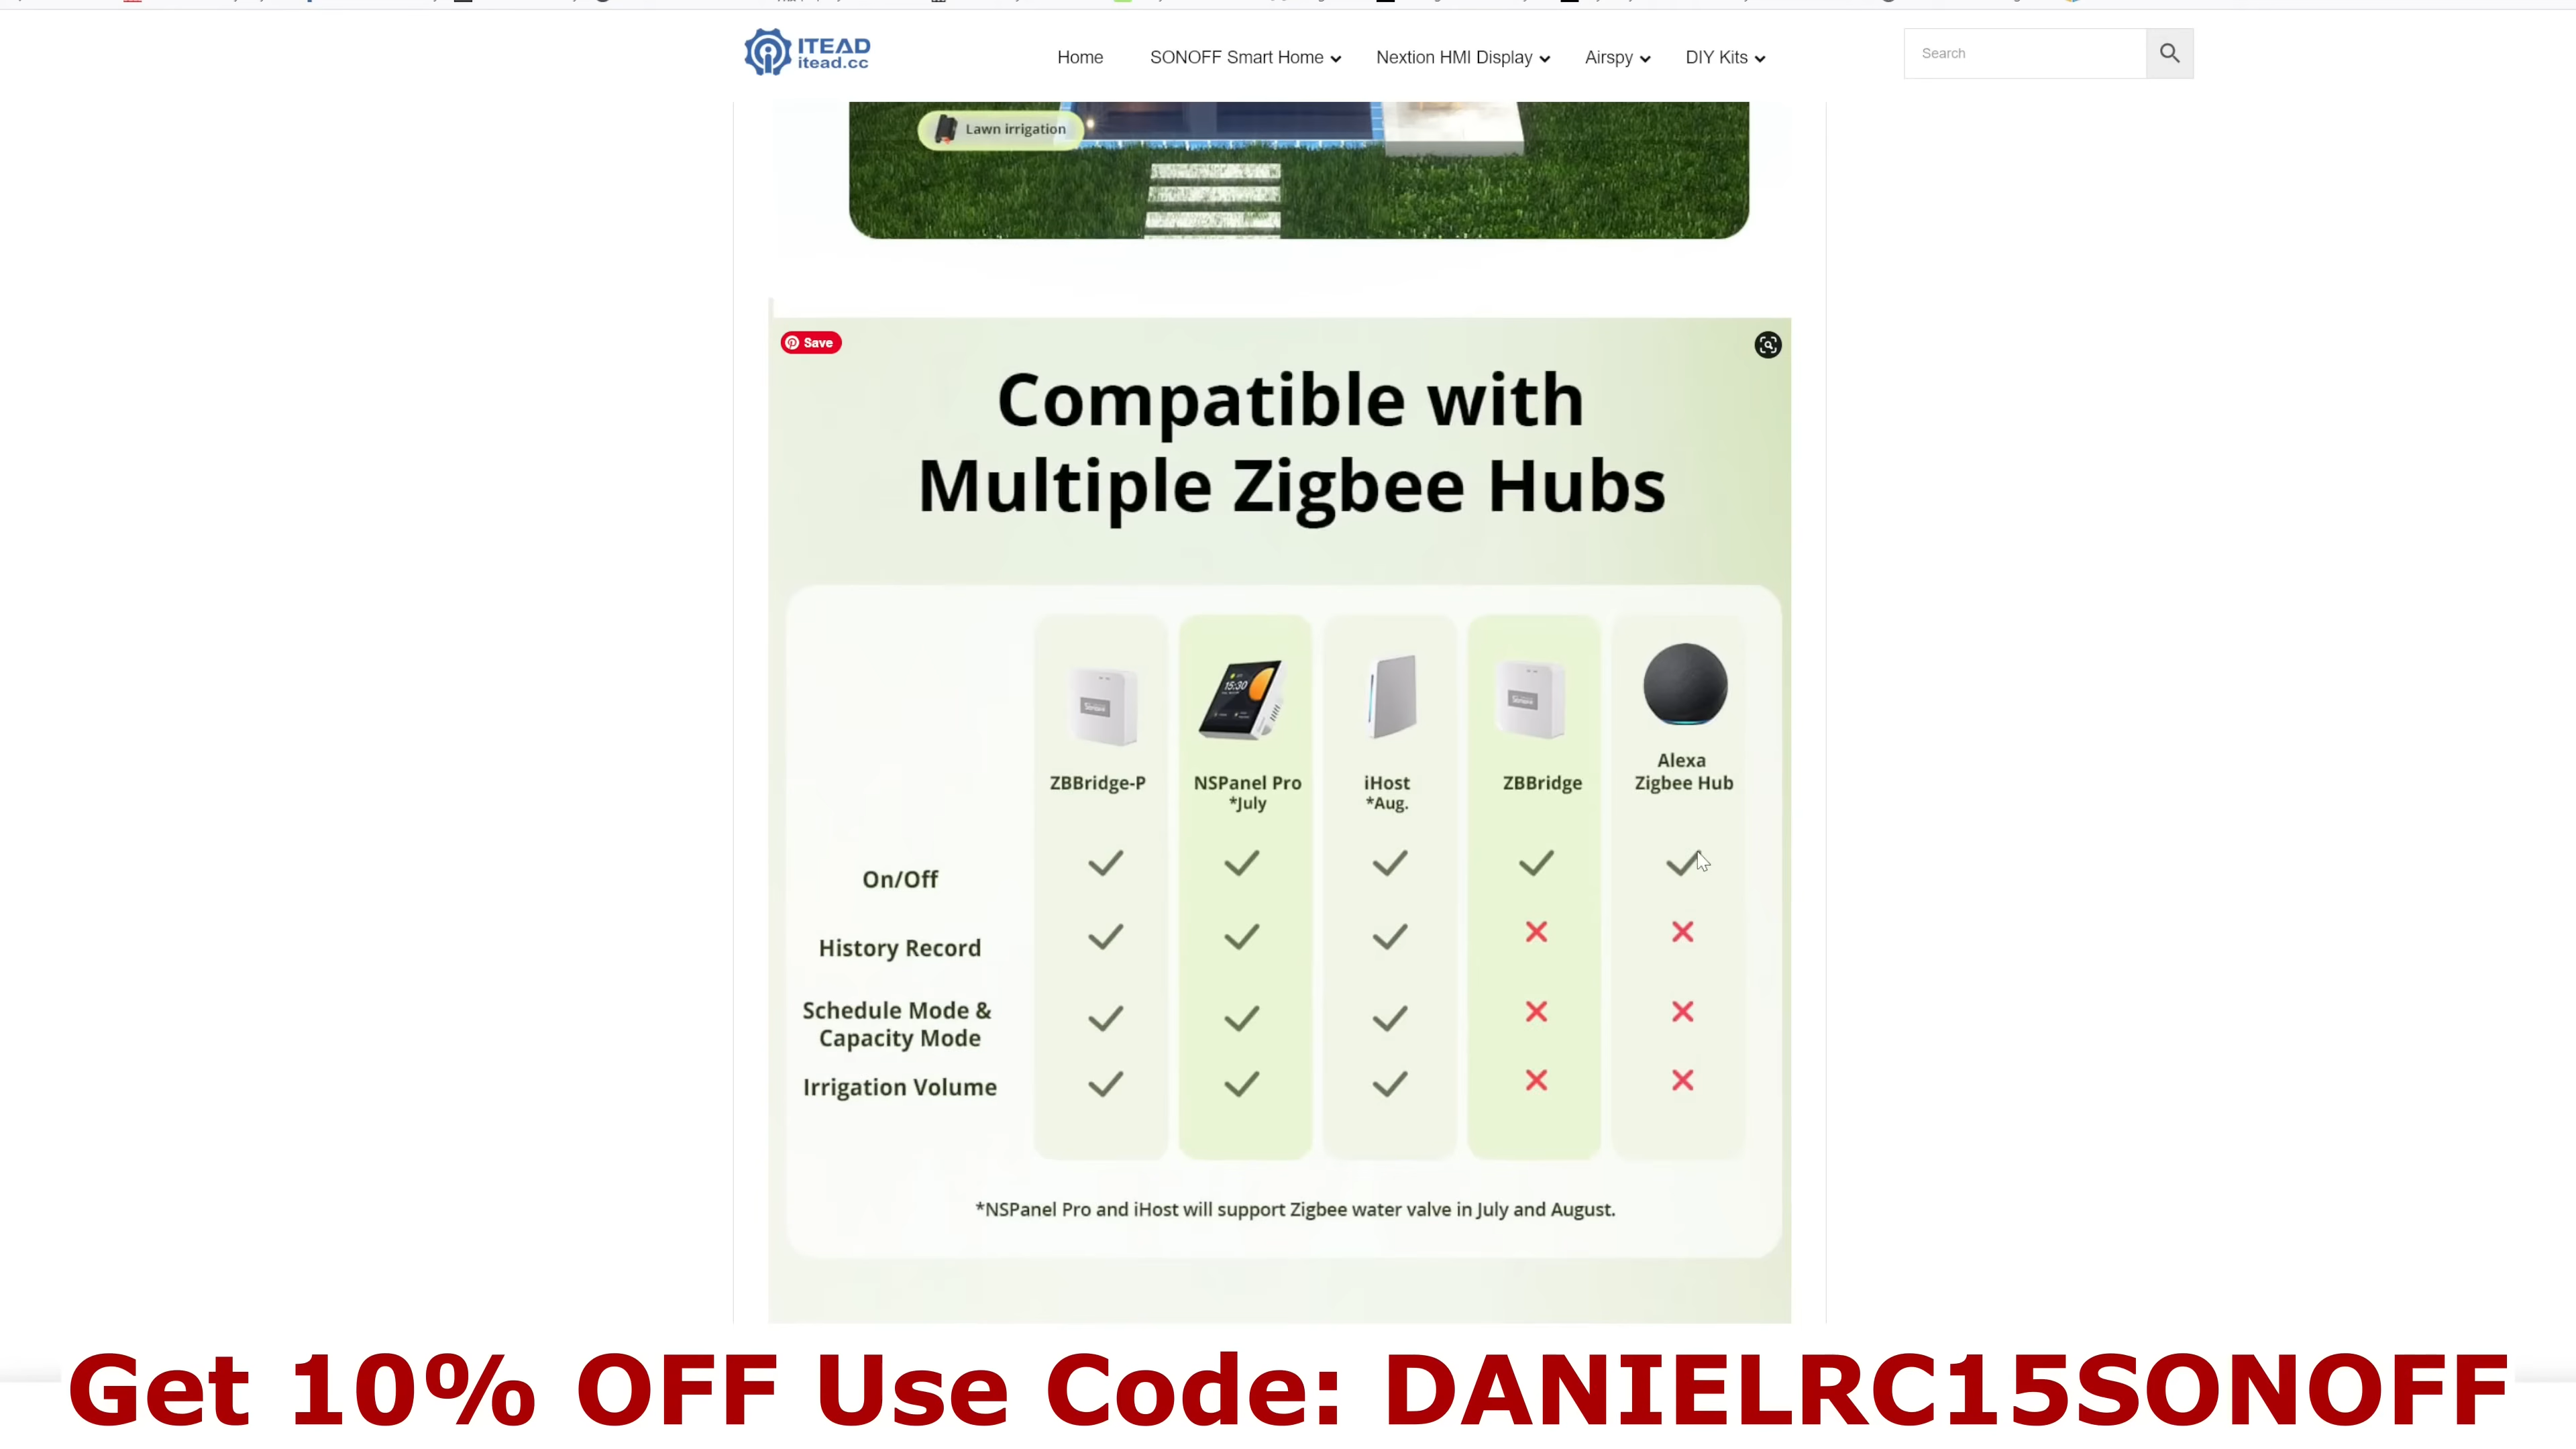 ITEAD
itead.cc
Home
SONOFF Smart Home
Nextion HMI Display
Airspy
DIY Kits
Search
Lawn irrigation
Save
Compatible with
Multiple Zigbee Hubs
15:30
ZBBridge-P
NSPanel Pro
*July
iHost
*Aug.
ZBBridge
Alexa
Zigbee Hub
On/Off
History Record
Schedule Mode &
Capacity Mode
Irrigation Volume
*NSPanel Pro and iHost will support Zigbee water valve in July and August.
Get 10% OFF Use Code: DANIELRC15SONOFF